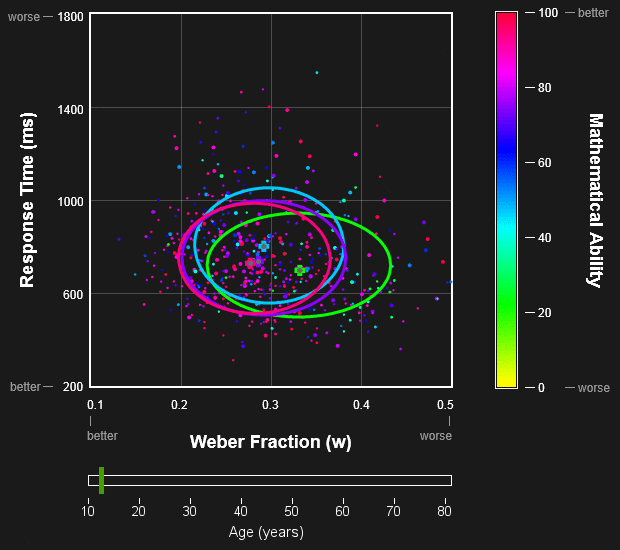 worse
1800
1400
1000
600
better
200
Response Time (ms)
0.1
0.2
0.3
0.4
0.5
better
worse
Weber Fraction (w)
10
20
30
40
50
60
70
80
Age (years)
100
better
80
60
40
20
0
worse
Mathematical Ability